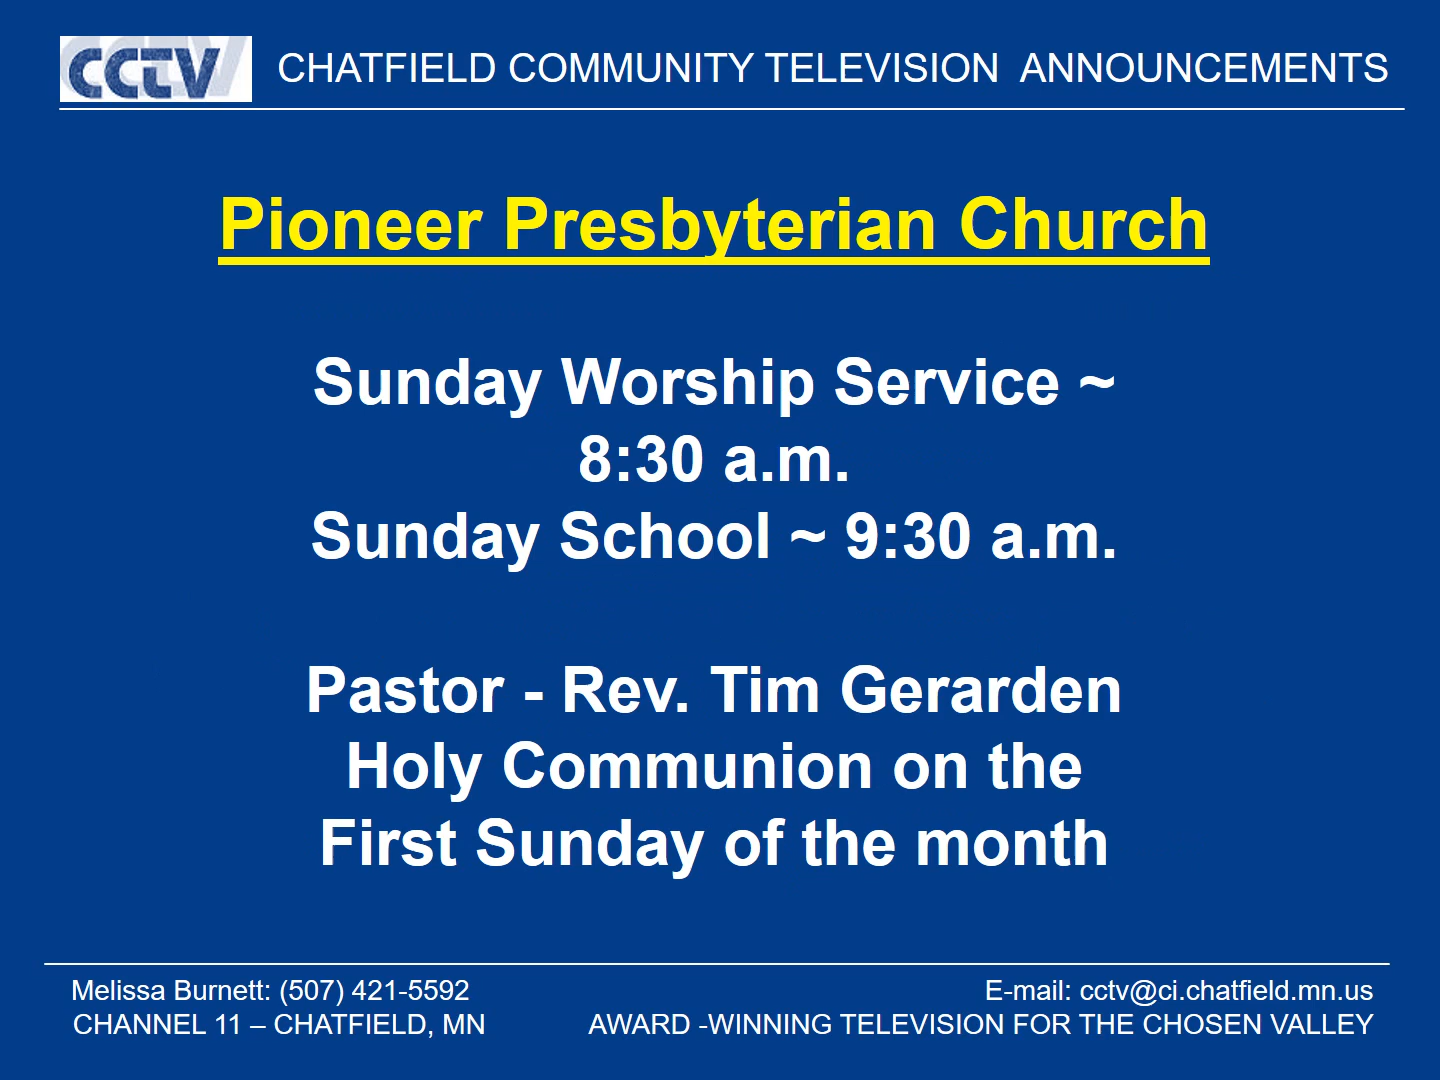 CCTV CHATFIELD COMMUNITY TELEVISION ANNOUNCEMENTS
Pioneer Presbyterian Church
Sunday Worship Service ~
8:30 a.m.
Sunday School ~ 9:30 a.m.
Pastor - Rev. Tim Gerarden
Holy Communion on the
First Sunday of the month
Melissa Burnett: (507) 421-5592
CHANNEL 11 – CHATFIELD, MN
E-mail: cctv@ci.chatfield.mn.us
AWARD -WINNING TELEVISION FOR THE CHOSEN VALLEY